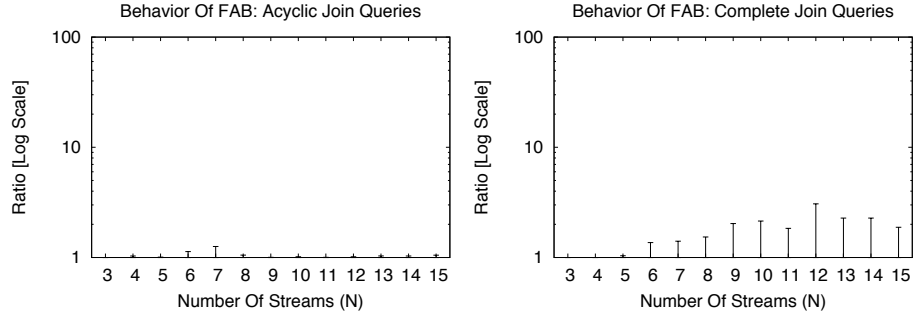 Behavior Of FAB: Acyclic Join Queries
100
10
1
Ratio [Log Scale]
3 4 5 6 7 8 9 10 11 12 13 14 15
Number Of Streams (N)
Behavior Of FAB: Complete Join Queries
100
10
1
Ratio [Log Scale]
3 4 5 6 7 8 9 10 11 12 13 14 15
Number Of Streams (N)